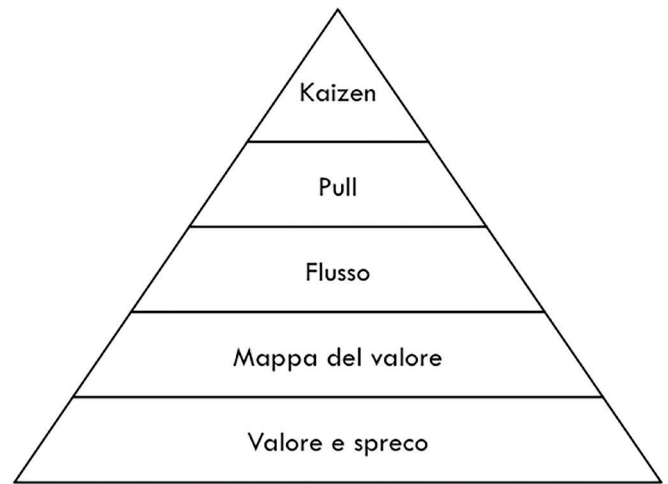 Kaizen
Pull
Flusso
Mappa del valore
Valore e spreco